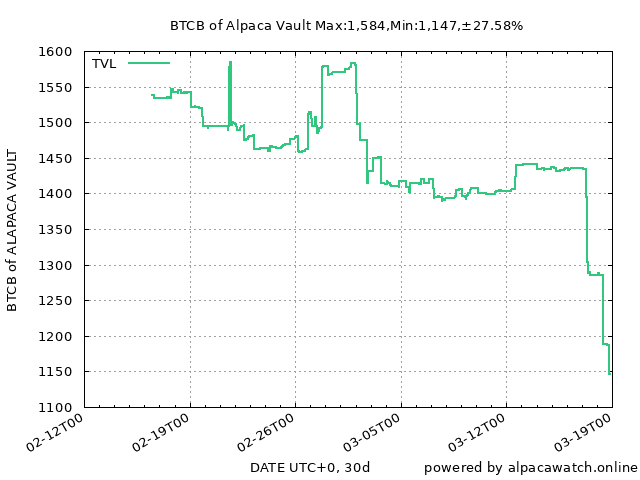 BTCB of Alpaca Vault Max:1,584,Min:1,147,±27.58%
TVL
1600
1550
1500
1450
1400
1350
1300
1250
1200
1150
1100
BTCB of ALAPACA VAULT
02-12T00
02-19T00
02-26T00
03-05T00
03-12T00
03-19T00
DATE UTC+0, 30d
powered by alpacawatch.online